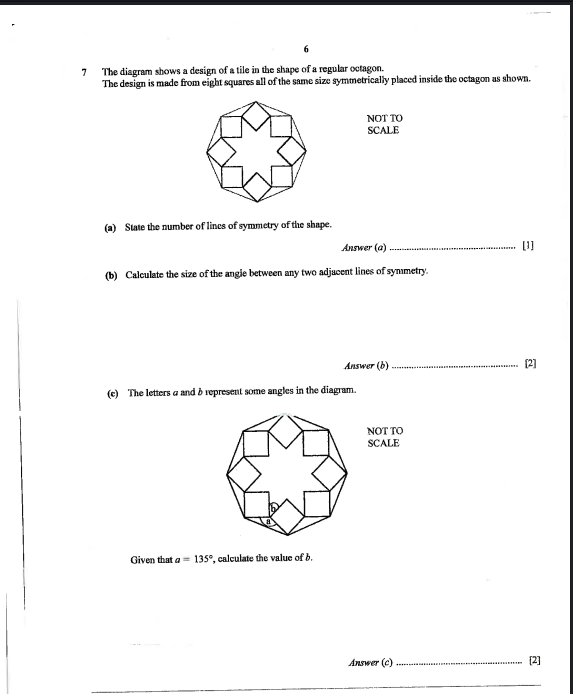 6
7 The diagram shows a design of a tile in the shape of a regular octagon.
The design is made from eight squares all of the same size symmetrically placed inside the octagon as shown.
NOT TO
SCALE
(a) State the number of lines of symmetry of the shape.
Answer (a) ........................................................ [1]
(b) Calculate the size of the angle between any two adjacent lines of symmetry.
Answer (b) ........................................................ [2]
(c) The letters a and b represent some angles in the diagram.
NOT TO
SCALE
b
a
Given that a = 135°, calculate the value of b.
Answer (c) ........................................................ [2]